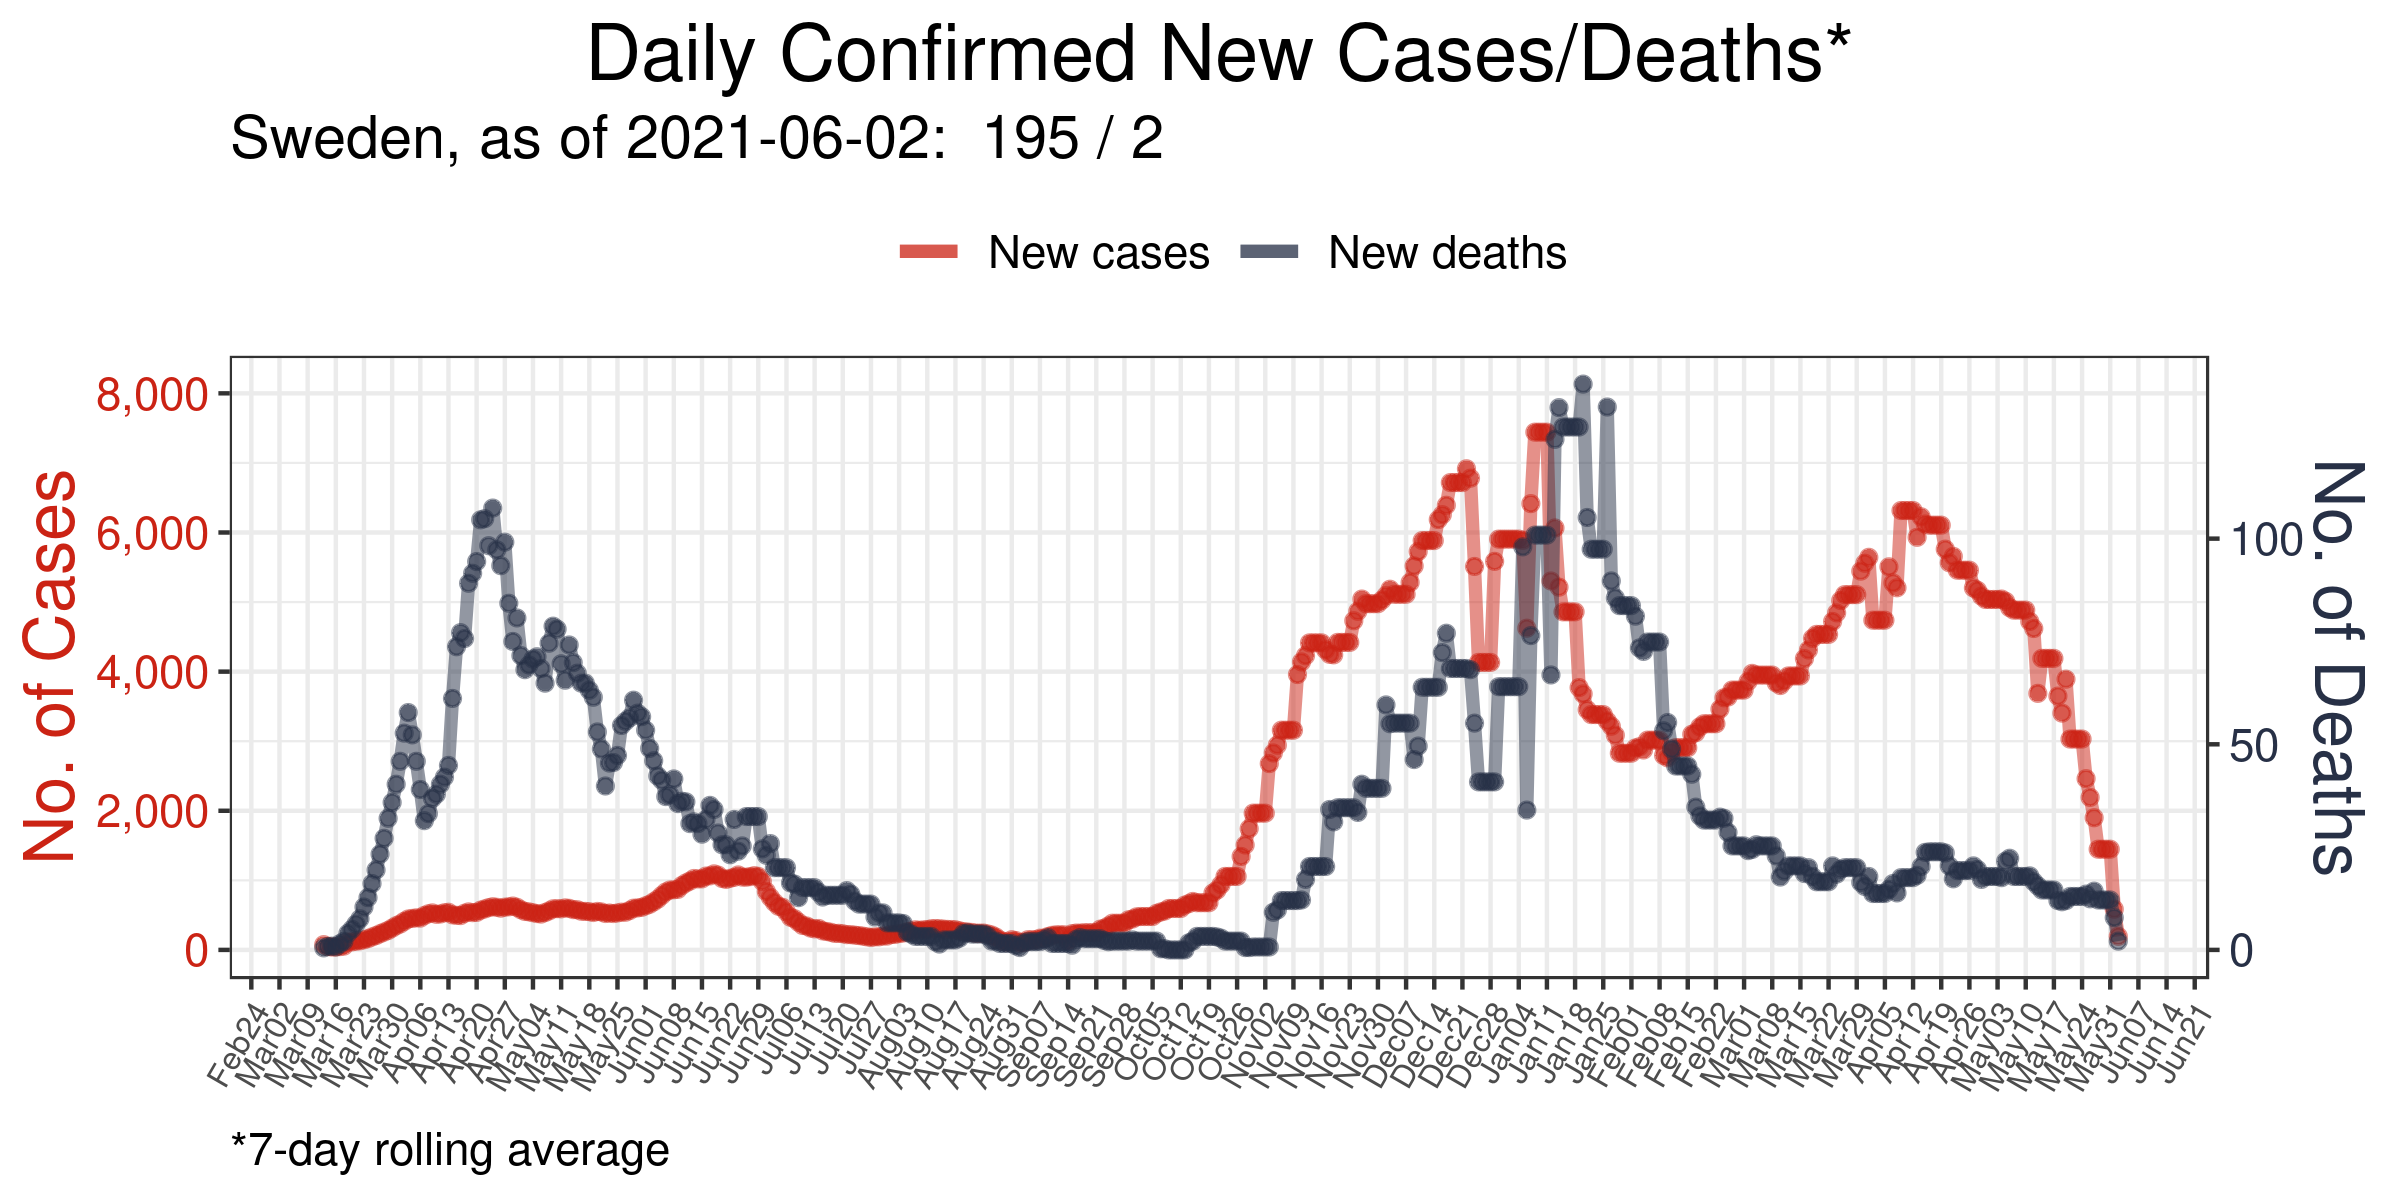 Daily Confirmed New Cases/Deaths*
Sweden, as of 2021-06-02:  195 / 2
New cases
New deaths
No. of Cases
8,000
6,000
4,000
2,000
0
100
50
0
No. of Deaths
Feb24
Mar02
Mar09
Mar16
Mar23
Mar30
Apr06
Apr13
Apr20
Apr27
May04
May11
May18
May25
Jun01
Jun08
Jun15
Jun22
Jun29
Jul06
Jul13
Jul20
Jul27
Aug03
Aug10
Aug17
Aug24
Aug31
Sep07
Sep14
Sep21
Sep28
Oct05
Oct12
Oct19
Oct26
Nov02
Nov09
Nov16
Nov23
Nov30
Dec07
Dec14
Dec21
Dec28
Jan04
Jan11
Jan18
Jan25
Feb01
Feb08
Feb15
Feb22
Mar01
Mar08
Mar15
Mar22
Mar29
Apr05
Apr12
Apr19
Apr26
May03
May10
May17
May24
May31
Jun07
Jun14
Jun21
*7-day rolling average